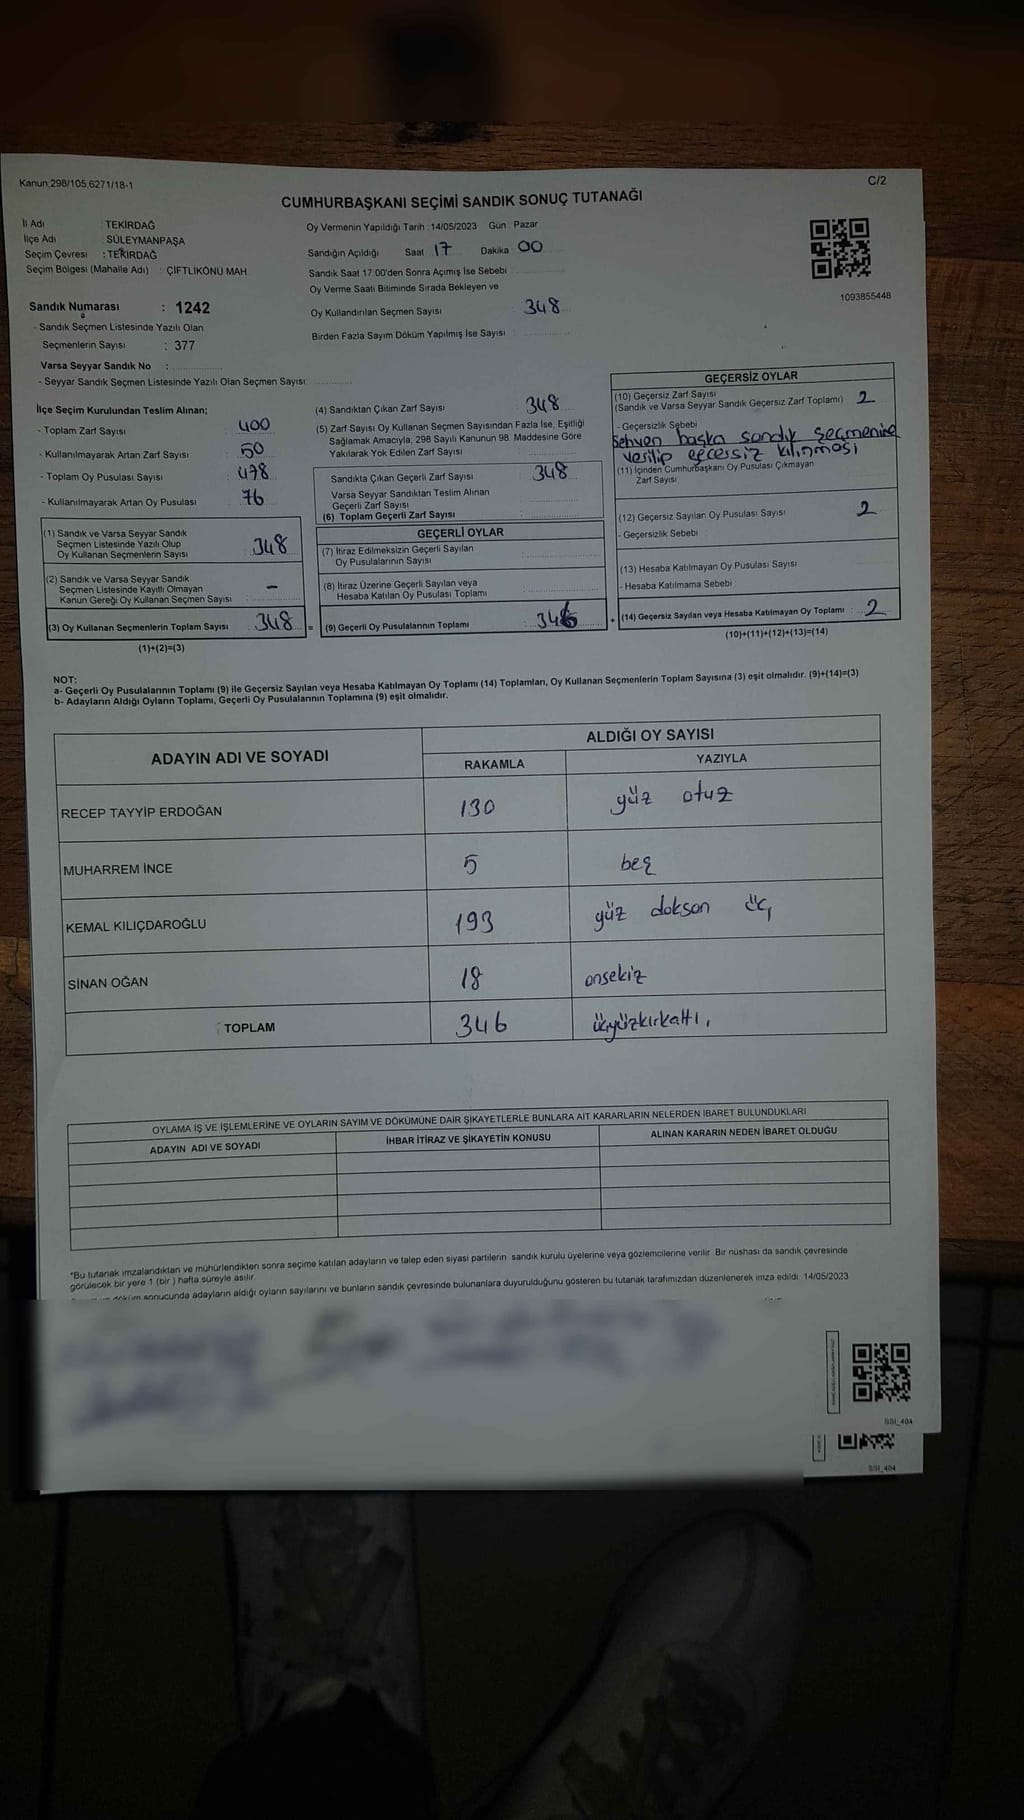 Kanun;298/105,6271/18-1
C/2
CUMHURBAŞKANI SEÇİMİ SANDIK SONUÇ TUTANAĞI
İl Adı : TEKİRDAĞ
İlçe Adı : SÜLEYMANPAŞA
Seçim Çevresi : TEKİRDAĞ
Seçim Bölgesi (Mahalle Adı) : ÇİFTLİKÖNÜ MAH.
Oy Vermenin Yapıldığı Tarih : 14/05/2023 Gün : Pazar
Sandığın Açıldığı Saat 17 Dakika : 00
Sandık Saat 17:00'den Sonra Açımış İse Sebebi
Oy Verme Saati Bitiminde Sırada Bekleyen ve
Oy Kullandırılan Seçmen Sayısı : 348
Birden Fazla Sayım Döküm Yapılmış İse Sayısı :
1093855448
Sandık Numarası : 1242
- Sandık Seçmen Listesinde Yazılı Olan
Seçmenlerin Sayısı : 377
Varsa Seyyar Sandık No :
- Seyyar Sandık Seçmen Listesinde Yazılı Olan Seçmen Sayısı:
İlçe Seçim Kurulundan Teslim Alınan;
- Toplam Zarf Sayısı : 400
- Kullanılmayarak Artan Zarf Sayısı : 50
- Toplam Oy Pusulası Sayısı : 478
- Kullanılmayarak Artan Oy Pusulası : 76
(1) Sandık ve Varsa Seyyar Sandık
Seçmen Listesinde Yazılı Olup
Oy Kullanan Seçmenlerin Sayısı : 348
(2) Sandık ve Varsa Seyyar Sandık
Seçmen Listesinde Kayıtlı Olmayan
Kanun Gereği Oy Kullanan Seçmen Sayısı : -
(3) Oy Kullanan Seçmenlerin Toplam Sayısı : 348
(1)+(2)=(3)
(4) Sandıktan Çıkan Zarf Sayısı : 348
(5) Zarf Sayısı Oy Kullanan Seçmen Sayısından Fazla İse, Eşitliği
Sağlamak Amacıyla, 298 Sayılı Kanunun 98. Maddesine Göre
Yakılarak Yok Edilen Zarf Sayısı :
Sandıkta Çıkan Geçerli Zarf Sayısı : 348
Varsa Seyyar Sandıktan Teslim Alınan
Geçerli Zarf Sayısı :
(6) Toplam Geçerli Zarf Sayısı :
GEÇERLİ OYLAR
(7) İtiraz Edilmeksizin Geçerli Sayılan
Oy Pusulalarının Sayısı :
(8) İtiraz Üzerine Geçerli Sayılan veya
Hesaba Katılan Oy Pusulası Toplamı :
= (9) Geçerli Oy Pusulalarının Toplamı : 346
GEÇERSİZ OYLAR
(10) Geçersiz Zarf Sayısı
(Sandık ve Varsa Seyyar Sandık Geçersiz Zarf Toplamı) : 2
- Geçersizlik Sebebi
Sehven başka sandık seçmenine
verilip geçersiz kılınması
(11) İçinden Cumhurbaşkanı Oy Pusulası Çıkmayan
Zarf Sayısı
(12) Geçersiz Sayılan Oy Pusulası Sayısı : 2
- Geçersizlik Sebebi :
(13) Hesaba Katılmayan Oy Pusulası Sayısı
- Hesaba Katılmama Sebebi
+ (14) Geçersiz Sayılan veya Hesaba Katılmayan Oy Toplamı : 2
(10)+(11)+(12)+(13)=(14)
NOT:
a- Geçerli Oy Pusulalarının Toplamı (9) ile Geçersiz Sayılan veya Hesaba Katılmayan Oy Toplamı (14) Toplamları, Oy Kullanan Seçmenlerin Toplam Sayısına (3) eşit olmalıdır. (9)+(14)=(3)
b- Adayların Aldığı Oyların Toplamı, Geçerli Oy Pusulalarının Toplamına (9) eşit olmalıdır.
ADAYIN ADI VE SOYADI
ALDIĞI OY SAYISI
RAKAMLA YAZIYLA
RECEP TAYYİP ERDOĞAN 130 yüz otuz
MUHARREM İNCE 5 beş
KEMAL KILIÇDAROĞLU 193 yüz doksan üç
SİNAN OĞAN 18 onsekiz
TOPLAM 346 üçyüzkırkaltı.
OYLAMA İŞ VE İŞLEMLERİNE VE OYLARIN SAYIM VE DÖKÜMÜNE DAİR ŞİKAYETLERLE BUNLARA AİT KARARLARIN NELERDEN İBARET BULUNDUKLARI
ADAYIN ADI VE SOYADI İHBAR İTİRAZ VE ŞİKAYETİN KONUSU ALINAN KARARIN NEDEN İBARET OLDUĞU
*Bu tutanak imzalandıktan ve mühürlendikten sonra seçime katılan adayların ve talep eden siyasi partilerin sandık kurulu üyelerine veya gözlemcilerine verilir. Bir nüshası da sandık çevresinde
görülecek bir yere 1 (bir ) hafta süreyle asılır.
döküm sonucunda adayların aldığı oyların sayılarını ve bunların sandık çevresinde bulunanlara duyurulduğunu gösteren bu tutanak tarafımızdan düzenlenerek imza edildi. 14/05/2023
SSI_404
SSI_404